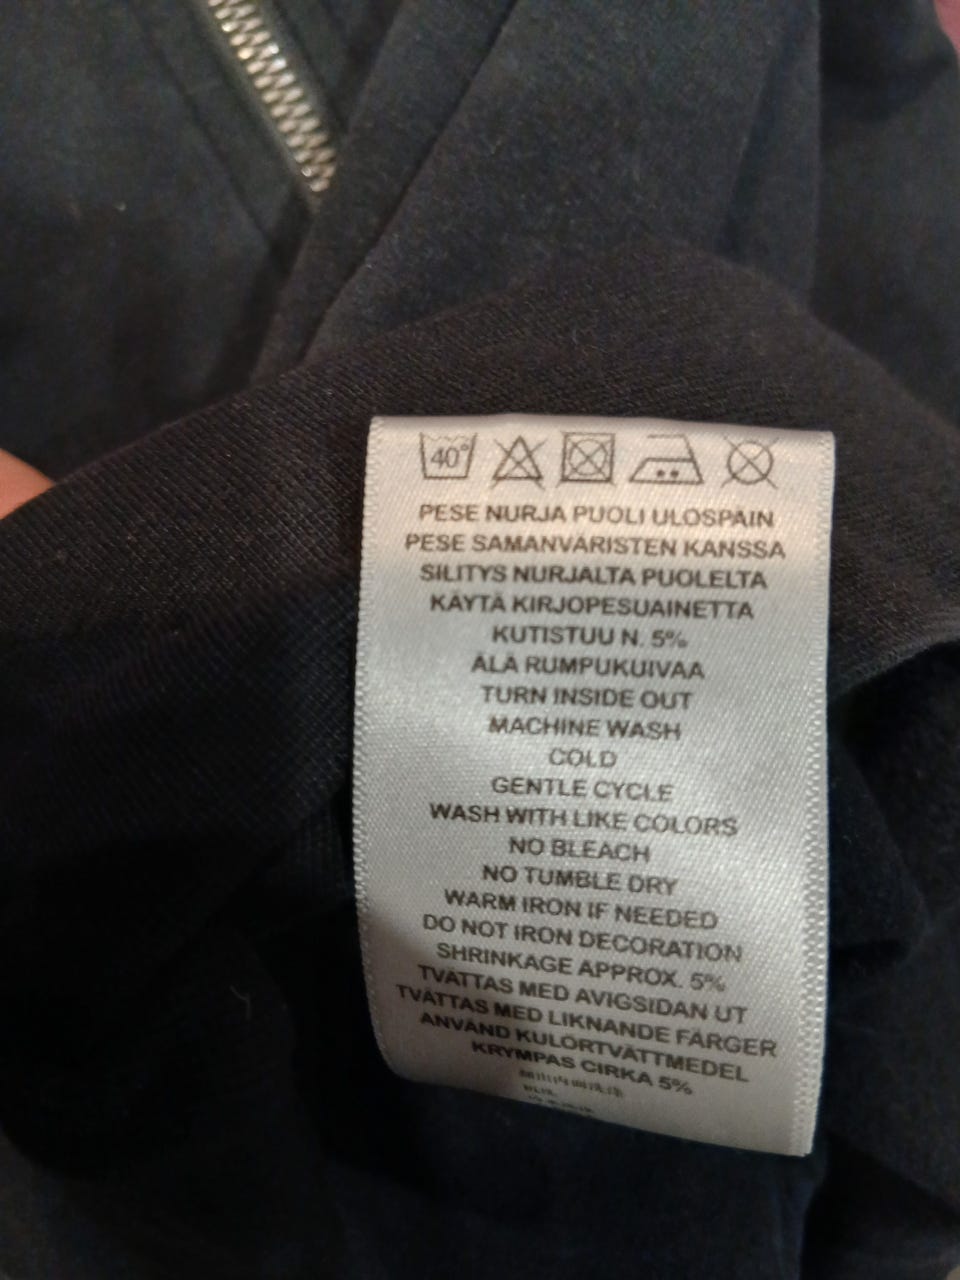 40°
PESE NURJA PUOLI ULOSPAIN
PESE SAMANVÄRISTEN KANSSA
SILITYS NURJALTA PUOLELTA
KÄYTÄ KIRJOPESUAINETTA
KUTISTUU N. 5%
ÄLÄ RUMPUKUIVAA
TURN INSIDE OUT
MACHINE WASH
COLD
GENTLE CYCLE
WASH WITH LIKE COLORS
NO BLEACH
NO TUMBLE DRY
WARM IRON IF NEEDED
DO NOT IRON DECORATION
SHRINKAGE APPROX. 5%
TVÄTTAS MED AVIGSIDAN UT
TVÄTTAS MED LIKNANDE FÄRGER
ANVÄND KULÖRTVÄTTMEDEL
KRYMPAS CIRKA 5%